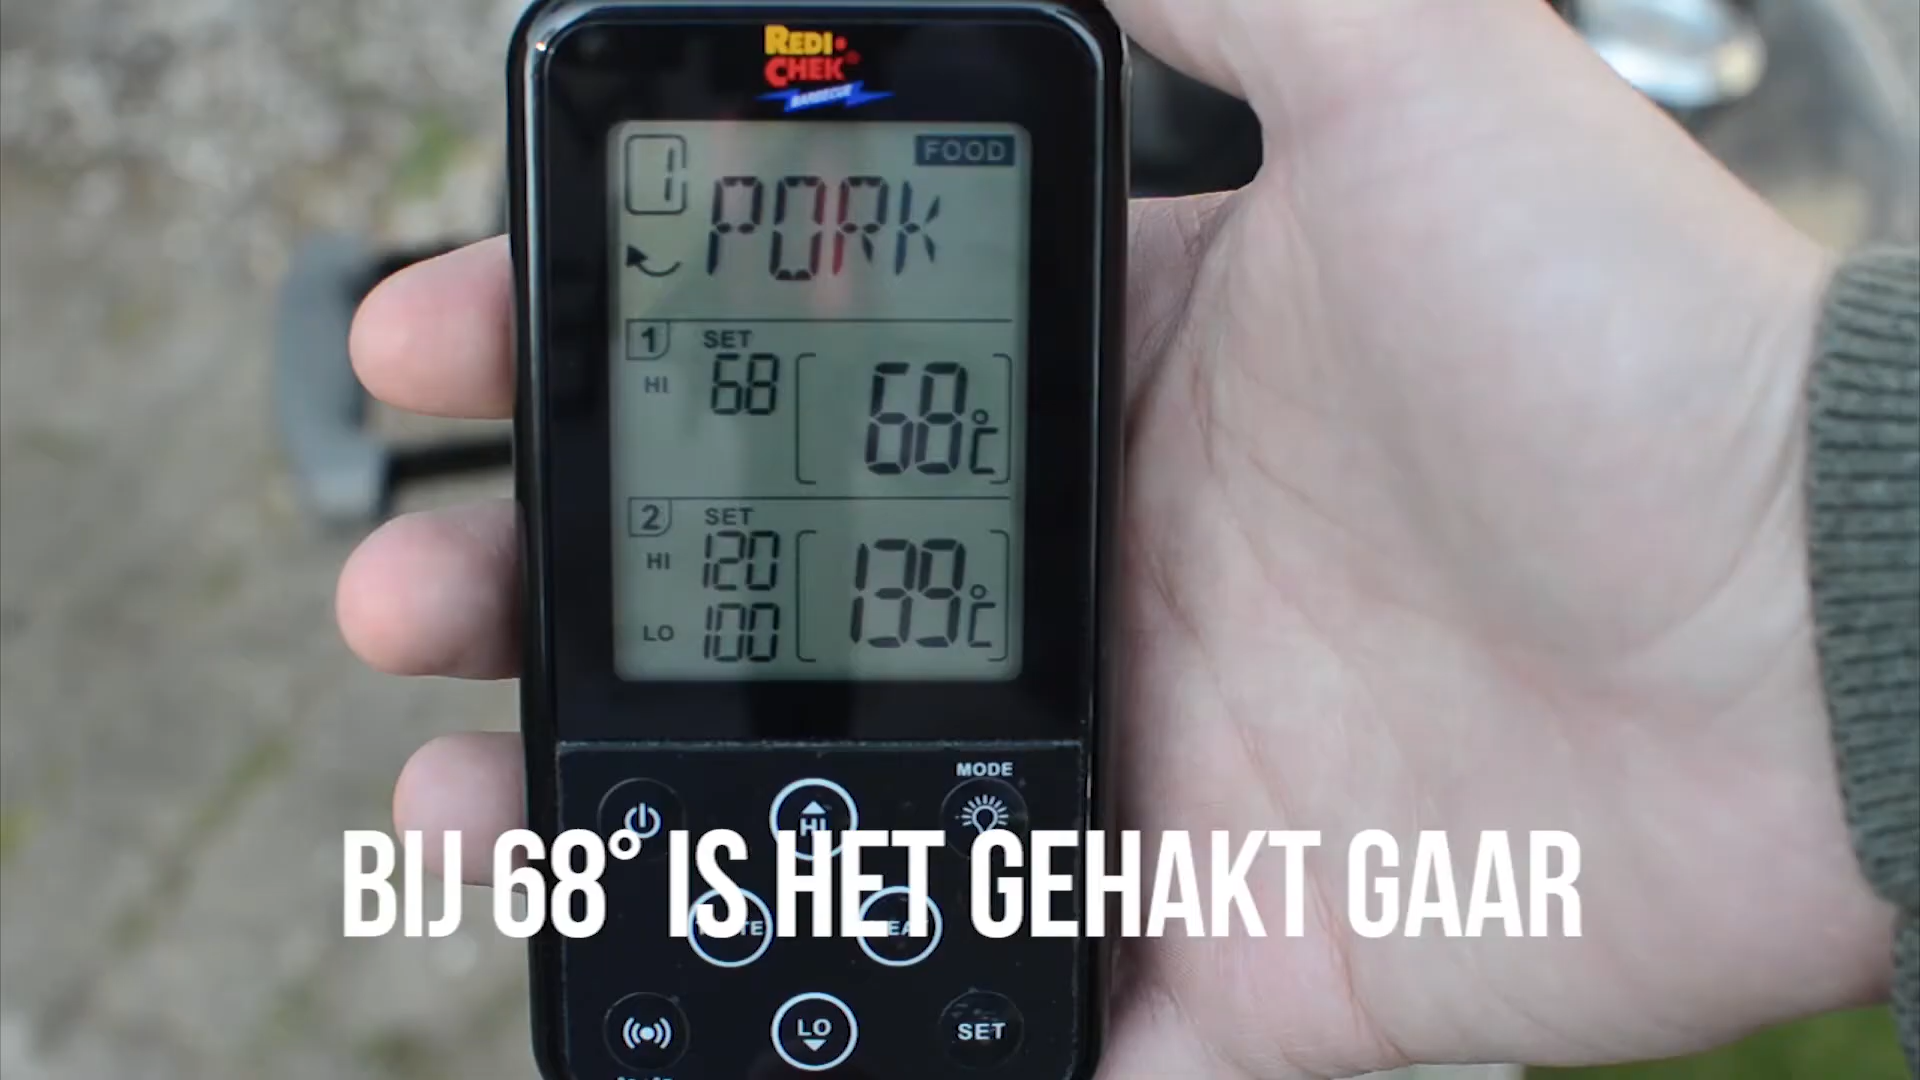 REDI
CHEK
BARBECUE
1 FOOD
PORK
1 SET
HI 68 68°C
2 SET
HI 120 139°C
LO 100
MODE
HI
BIJ 68° IS HET GEHAKT GAAR
LO
SET